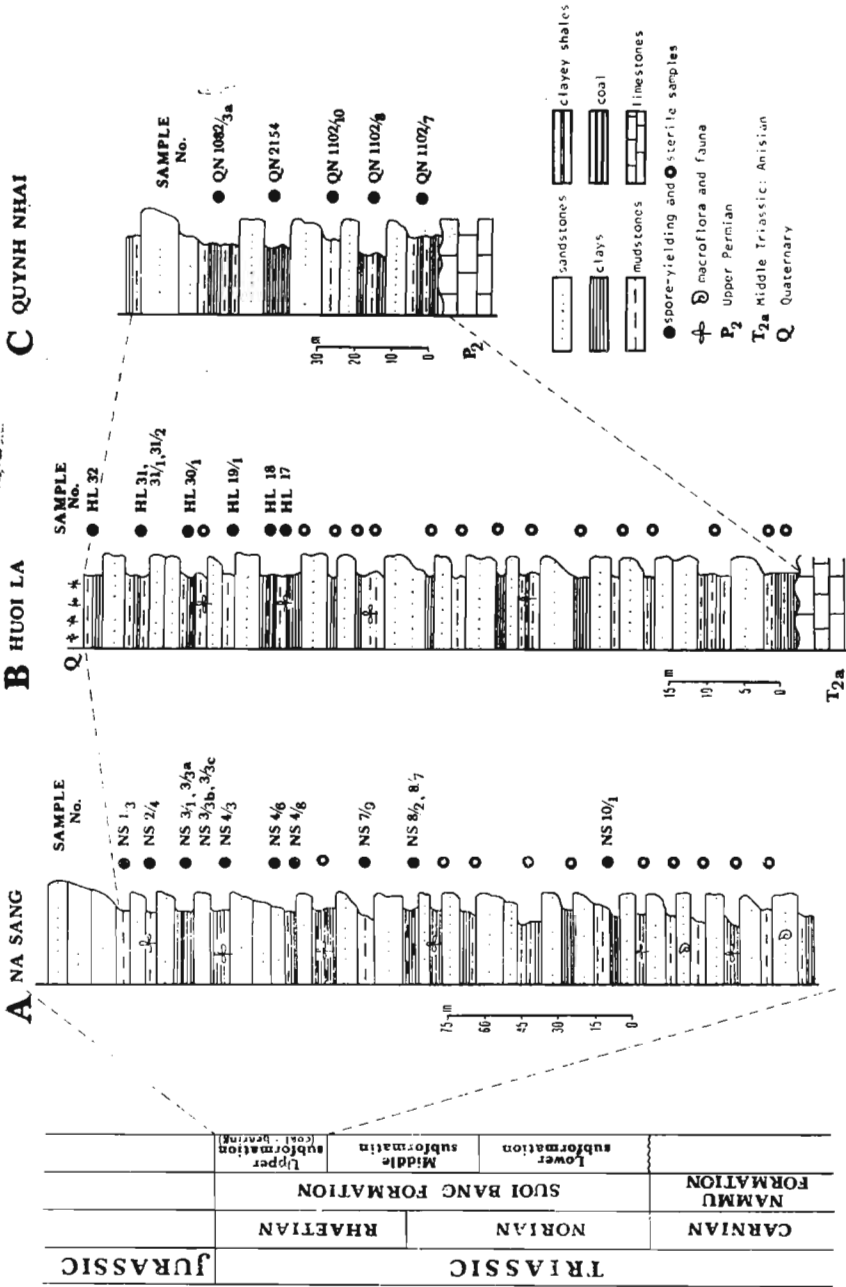 JURASSIC
TRIASSIC
RHAETIAN
NORIAN
CARNIAN
SUOI BANG FORMATION
NAMMU
FORMATION
Upper
subformation
(coal - bearing)
Middle
subformatin
Lower
subformation
A NA SANG
SAMPLE
No.
NS 2/4
NS 3/1, 3/3a
NS 3/3b, 3/3c
NS 4/3
NS 4/6
NS 4/8
NS 7/9
NS 8/2, 8/7
NS 10/1
75 m
60
45
30
15
0
B HUOI LA
Q
SAMPLE
No.
HL 32
HL 31,
31/1, 31/2
HL 30/1
HL 19/1
HL 18
HL 17
15 m
10
5
0
T2a
C QUYNH NHAI
SAMPLE
No.
QN 1082/3a
QN 2154
QN 1102/10
QN 1102/8
QN 1102/7
30 m
20
10
0
P2
sandstones
clayey shales
clays
coal
mudstones
limestones
spore-yielding and sterile samples
macroflora and fauna
P2 Upper Permian
T2a Middle Triassic: Anisian
Q Quaternary